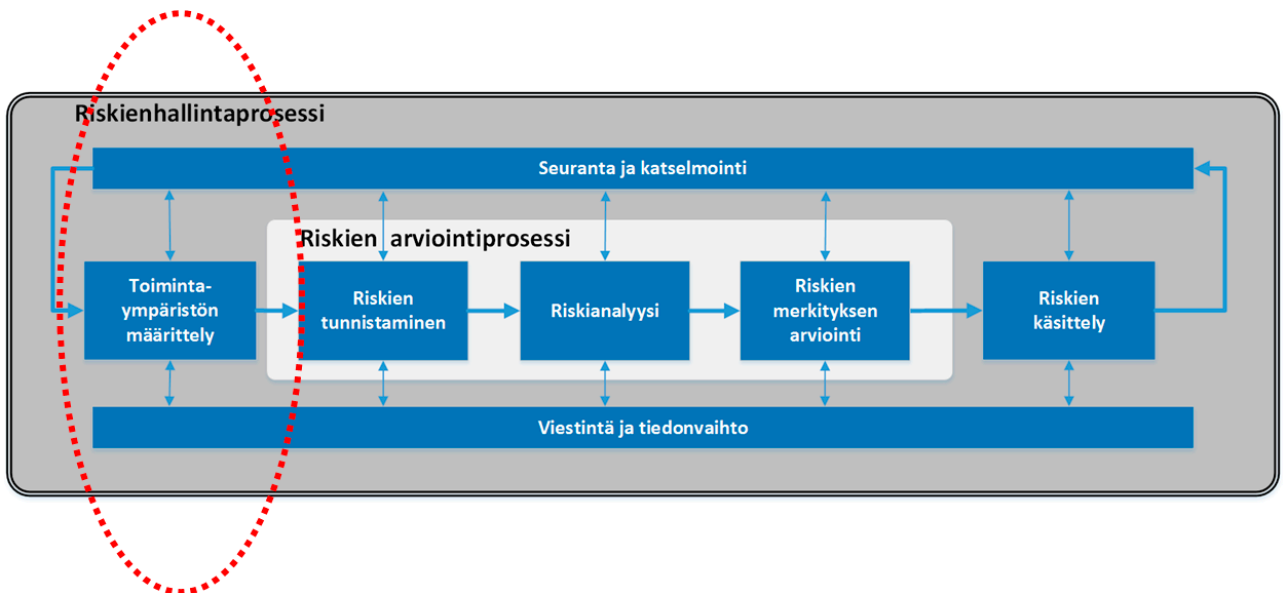 Riskienhallintaprosessi
Seuranta ja katselmointi
Riskien arviointiprosessi
Toiminta-
ympäristön
määrittely
Riskien
tunnistaminen
Riskianalyysi
Riskien
merkityksen
arviointi
Riskien
käsittely
Viestintä ja tiedonvaihto